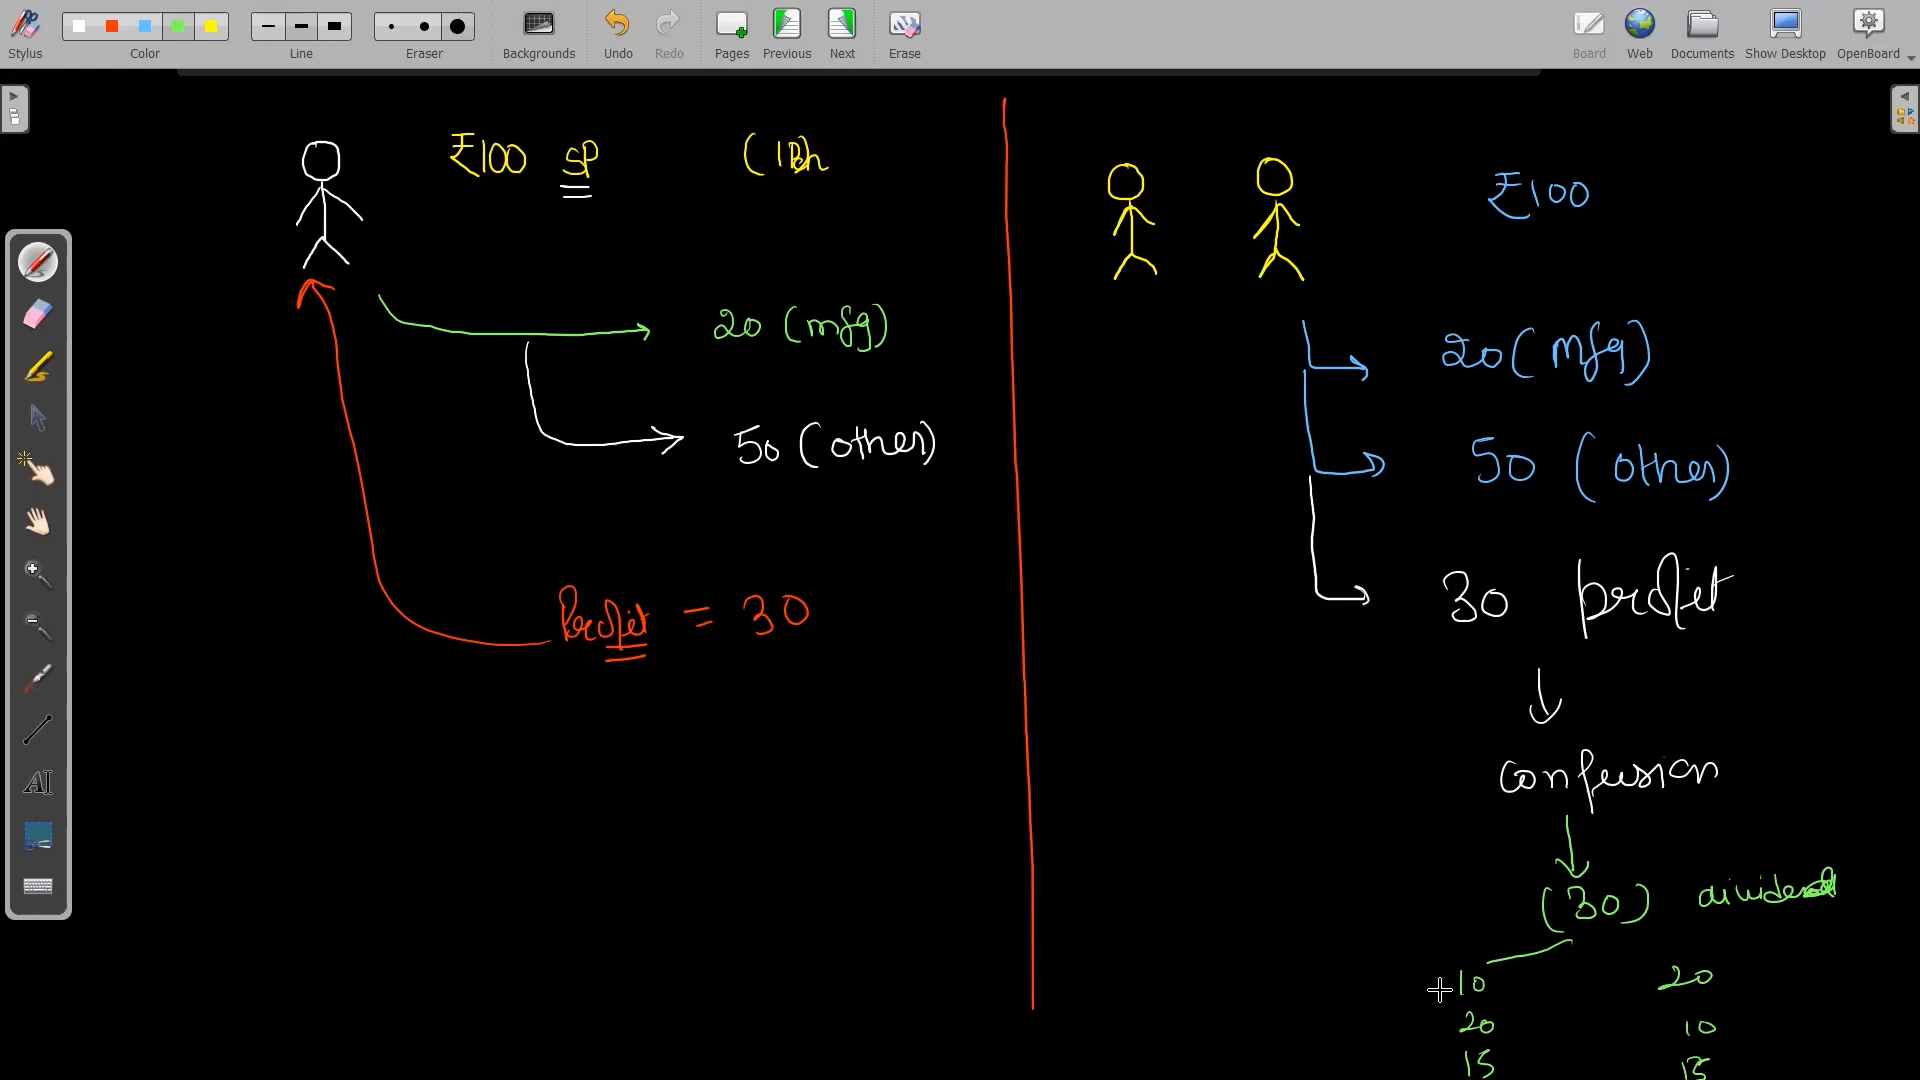 Stylus Color Line Eraser Backgrounds Undo Redo Pages Previous Next Erase Board Web Documents Show Desktop OpenBoard
₹100 SP
20 (mfg)
50 (other)
Profit = 30
₹100
20 (mfg)
50 (other)
30 profit
confusion
(30) divided
10 20
20 10
15 15
AI